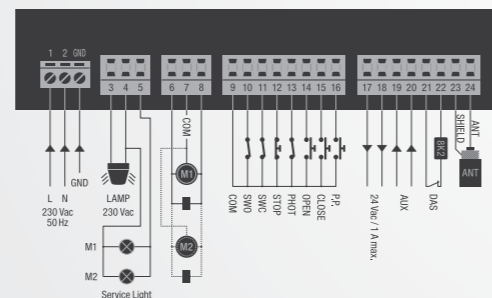 1 2 GND
3 4 5
6 7 8
9 10 11 12 13 14 15 16
17 18 19 20 21 22 23 24
L N GND
230 Vac
50 Hz
LAMP
230 Vac
M1
M2
Service Light
COM
M1
M2
COM
SWO
SWC
STOP
PHOT
OPEN
CLOSE
P.P.
24 Vac / 1 A max.
AUX
DAS
8K2
SHIELD
ANT
ANT